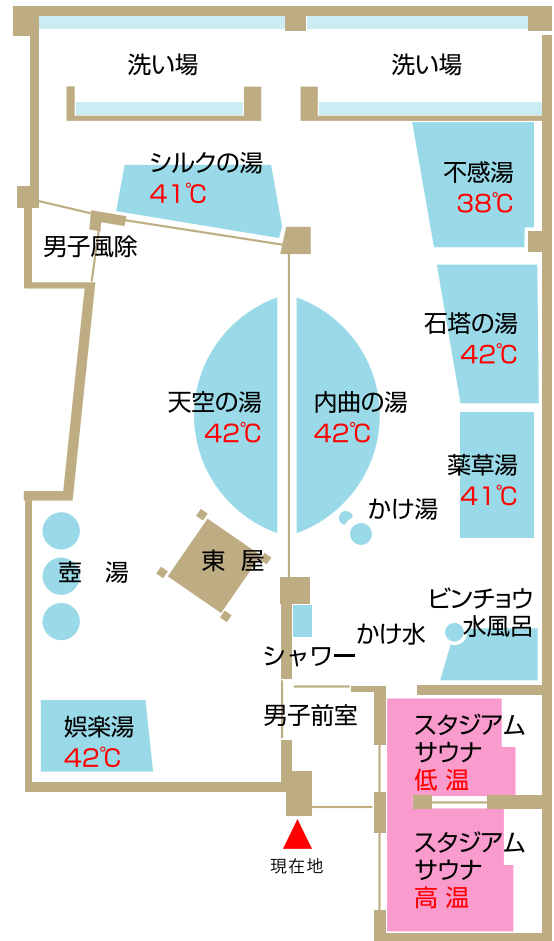 洗い場
洗い場
シルクの湯
41℃
不感湯
38℃
男子風除
石塔の湯
42℃
天空の湯
42℃
内曲の湯
42℃
薬草湯
41℃
かけ湯
東 屋
壺 湯
ビンチョウ
水風呂
かけ水
シャワー
男子前室
娯楽湯
42℃
スタジアム
サウナ
低 温
スタジアム
サウナ
高 温
現在地